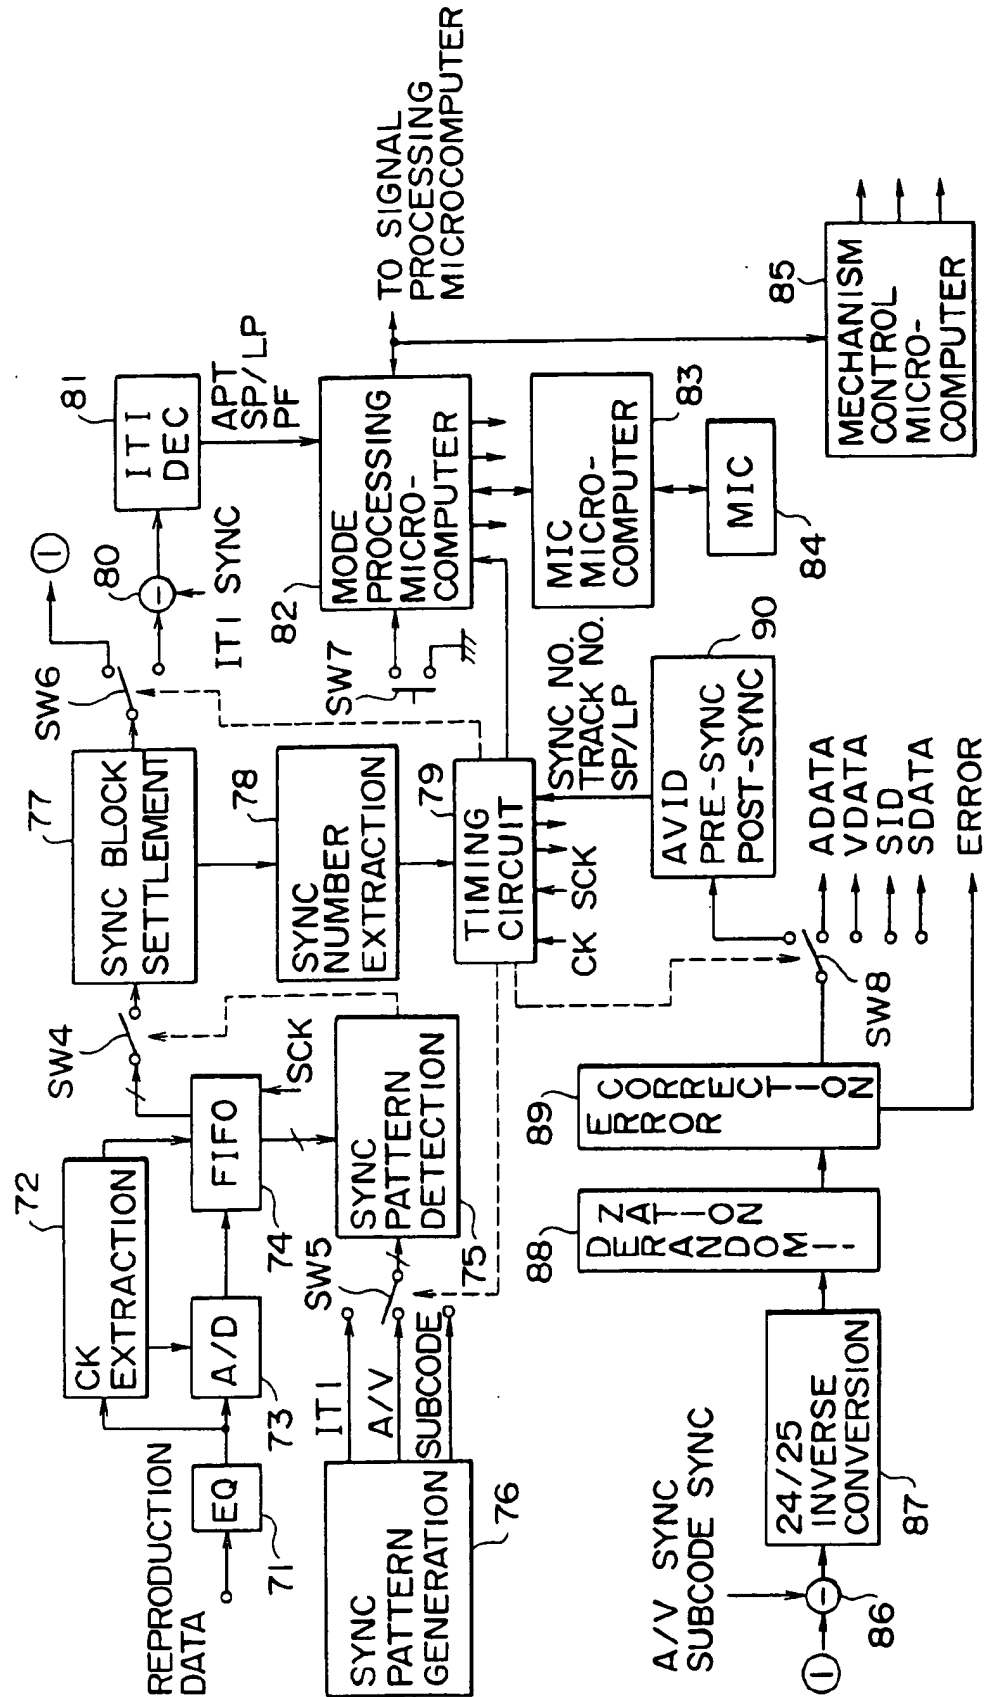 REPRODUCTION
DATA
EQ
71
CK
EXTRACTION
72
A/D
73
FIFO
74
SCK
SW4
SYNC BLOCK
SETTLEMENT
77
SW6
1
80
ITI SYNC
ITI
DEC
81
APT
SP/LP
PF
SYNC
PATTERN
GENERATION
76
ITI
A/V
SUBCODE
SW5
SYNC
PATTERN
DETECTION
75
SYNC
NUMBER
EXTRACTION
78
TIMING
CIRCUIT
79
CK
SCK
SW7
MODE
PROCESSING
MICRO-
COMPUTER
82
TO SIGNAL
PROCESSING
MICROCOMPUTER
SYNC NO.
TRACK NO.
SP/LP
MIC
MICRO-
COMPUTER
83
MIC
84
MECHANISM
CONTROL
MICRO-
COMPUTER
85
AVID
PRE-SYNC
POST-SYNC
90
A/V SYNC
SUBCODE SYNC
1
86
24/25
INVERSE
CONVERSION
87
DERANDOMI-
ZATION
88
ERROR
CORRECTION
89
SW8
ADATA
VDATA
SID
SDATA
ERROR